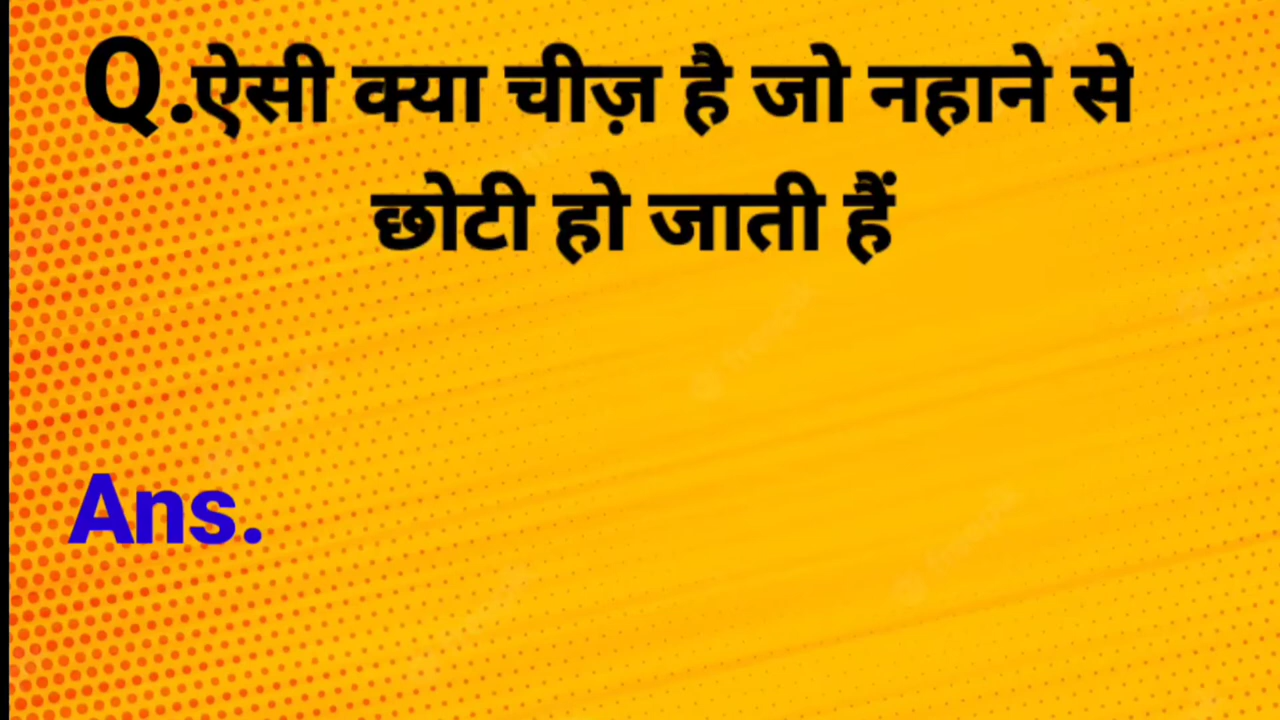 Q.ऐसी क्या चीज़ है जो नहाने से
छोटी हो जाती हैं
Ans.